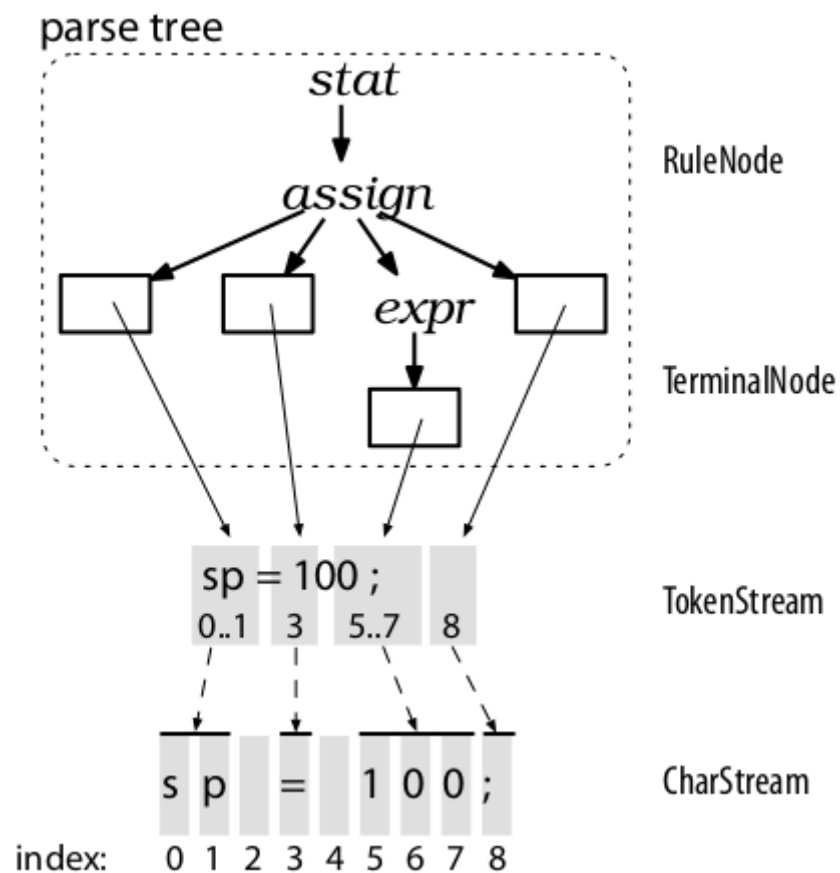 parse tree
stat
RuleNode
assign
expr
TerminalNode
sp = 100 ;
0..1 3 5..7 8
TokenStream
s p = 1 0 0 ;
CharStream
index: 0 1 2 3 4 5 6 7 8